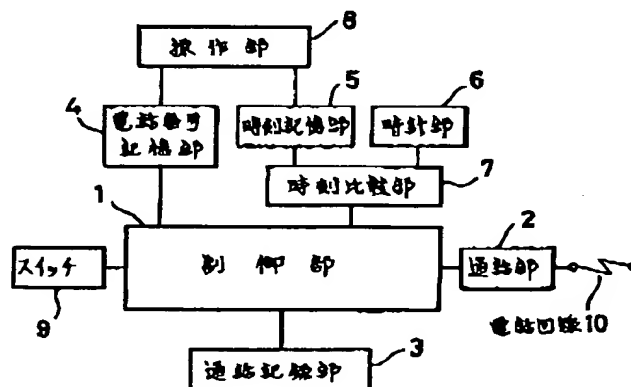 操作部
8
4
電話番号
記憶部
5
時刻記憶部
6
時計部
時刻比較部
7
1
制御部
スイッチ
9
2
通話部
電話回線10
通話記録部
3